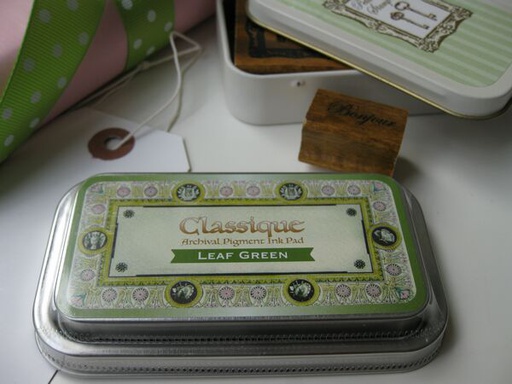 Bonjour
Classique
Archival Pigment Ink Pad
LEAF GREEN